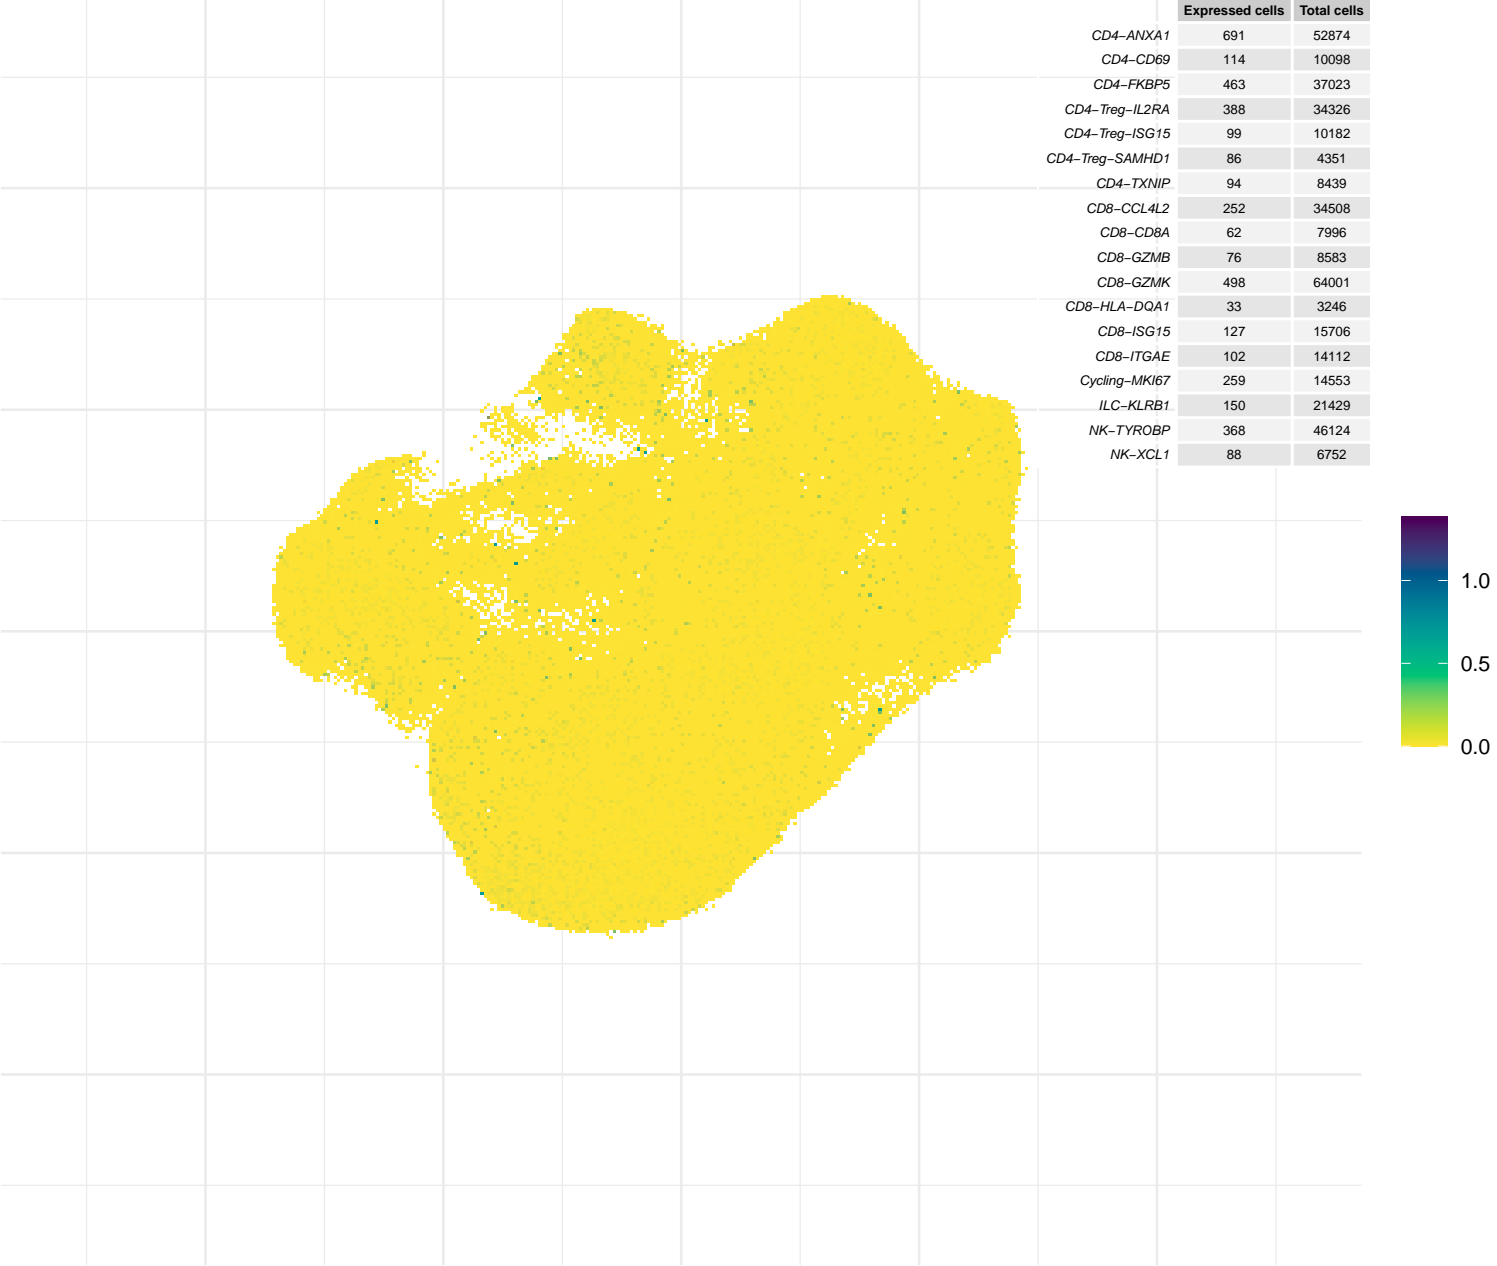 Expressed cells Total cells
CD4−ANXA1 691 52874
CD4−CD69 114 10098
CD4−FKBP5 463 37023
CD4−Treg−IL2RA 388 34326
CD4−Treg−ISG15 99 10182
CD4−Treg−SAMHD1 86 4351
CD4−TXNIP 94 8439
CD8−CCL4L2 252 34508
CD8−CD8A 62 7996
CD8−GZMB 76 8583
CD8−GZMK 498 64001
CD8−HLA−DQA1 33 3246
CD8−ISG15 127 15706
CD8−ITGAE 102 14112
Cycling−MKI67 259 14553
ILC−KLRB1 150 21429
NK−TYROBP 368 46124
NK−XCL1 88 6752
1.0
0.5
0.0